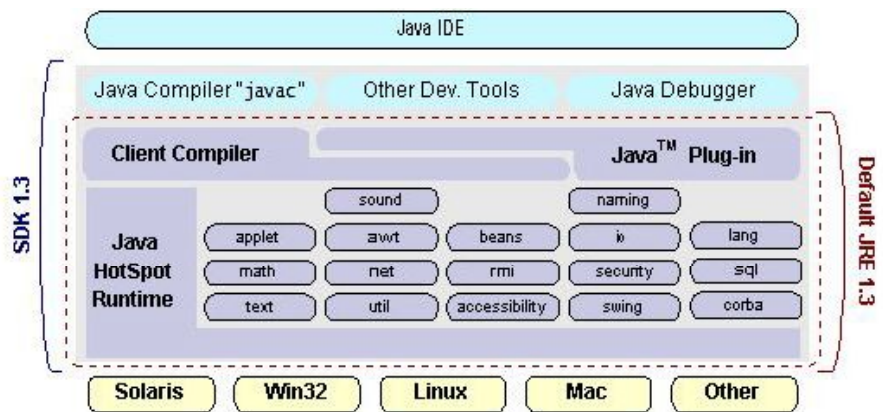 Java IDE
Java Compiler "javac"
Other Dev. Tools
Java Debugger
SDK 1.3
Default JRE 1.3
Client Compiler
Java™ Plug-in
Java
HotSpot
Runtime
sound
naming
applet
awt
beans
io
lang
math
net
rmi
security
sql
text
util
accessibility
swing
corba
Solaris
Win32
Linux
Mac
Other